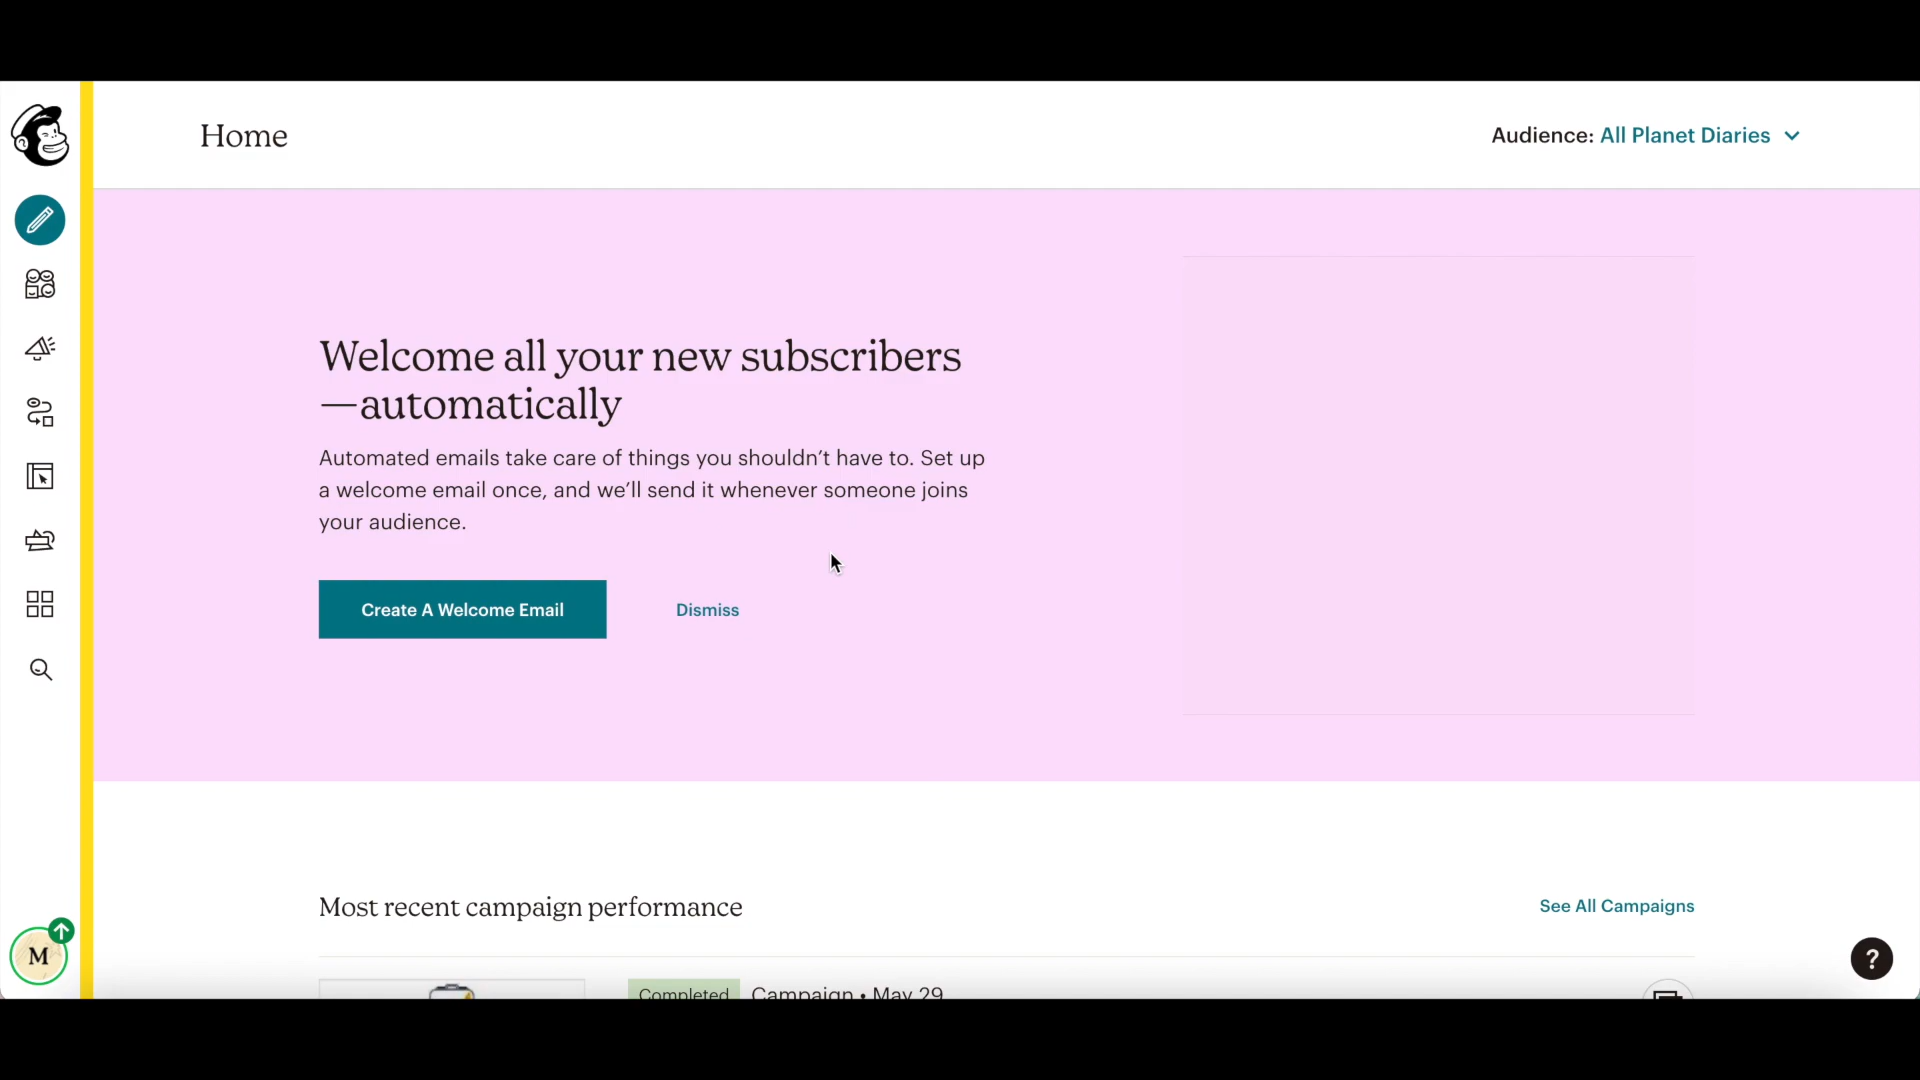 Home
Audience: All Planet Diaries
Welcome all your new subscribers
—automatically
Automated emails take care of things you shouldn’t have to. Set up
a welcome email once, and we’ll send it whenever someone joins
your audience.
Create A Welcome Email
Dismiss
Most recent campaign performance
See All Campaigns
M
?
Completed
Campaign • May 29